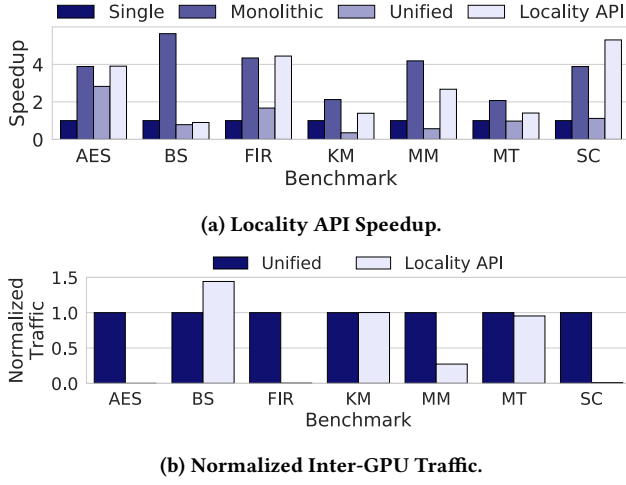 Single Monolithic Unified Locality API
4
2
0
Speedup
AES BS FIR KM MM MT SC
Benchmark
(a) Locality API Speedup.
Unified Locality API
1.5
1.0
0.5
0.0
Normalized
Traffic
AES BS FIR KM MM MT SC
Benchmark
(b) Normalized Inter-GPU Traffic.